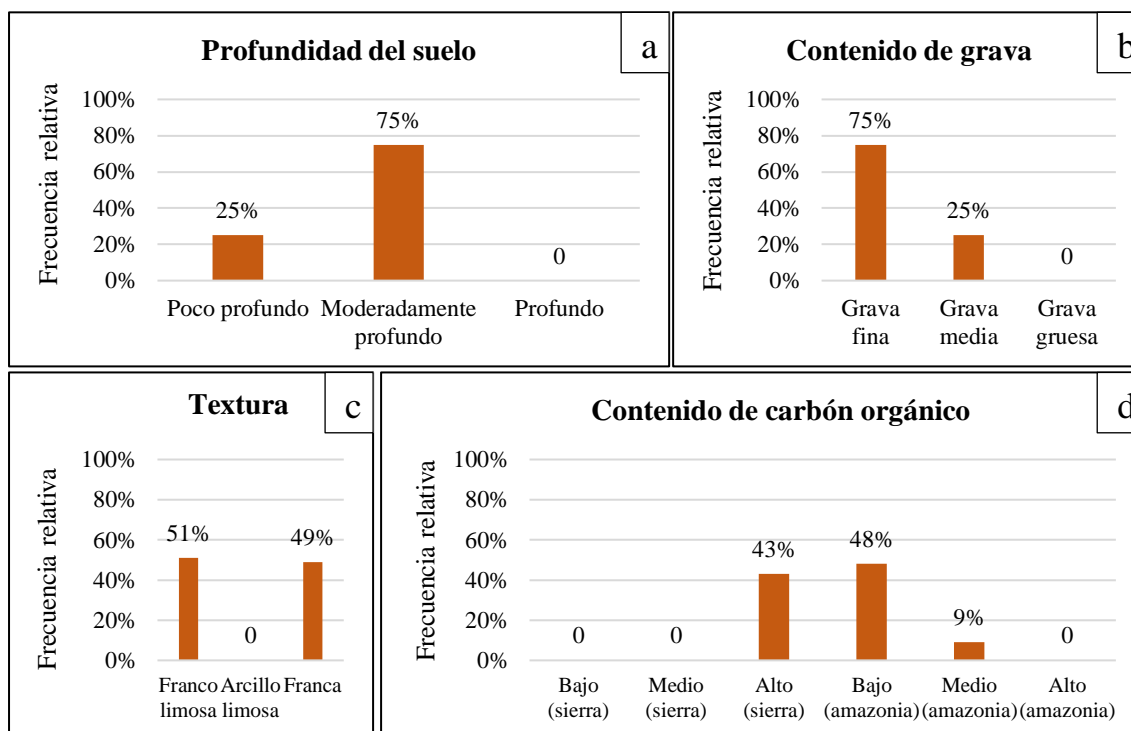 Profundidad del suelo
a
Frecuencia relativa
100%
80%
60%
40%
20%
0%
25%
75%
0
Poco profundo
Moderadamente
profundo
Profundo
Contenido de grava
b
Frecuencia relativa
100%
80%
60%
40%
20%
0%
75%
25%
0
Grava
fina
Grava
media
Grava
gruesa
Textura
c
Frecuencia relativa
100%
80%
60%
40%
20%
0%
51%
0
49%
Franco
limosa
Arcillo
limosa
Franca
Contenido de carbón orgánico
d
Frecuencia relativa
100%
80%
60%
40%
20%
0%
0
0
43%
48%
9%
0
Bajo
(sierra)
Medio
(sierra)
Alto
(sierra)
Bajo
(amazonia)
Medio
(amazonia)
Alto
(amazonia)